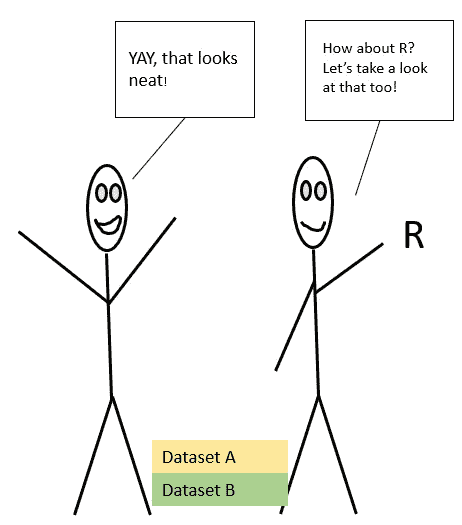 YAY, that looks
neat!
How about R?
Let's take a look
at that too!
R
Dataset A
Dataset B